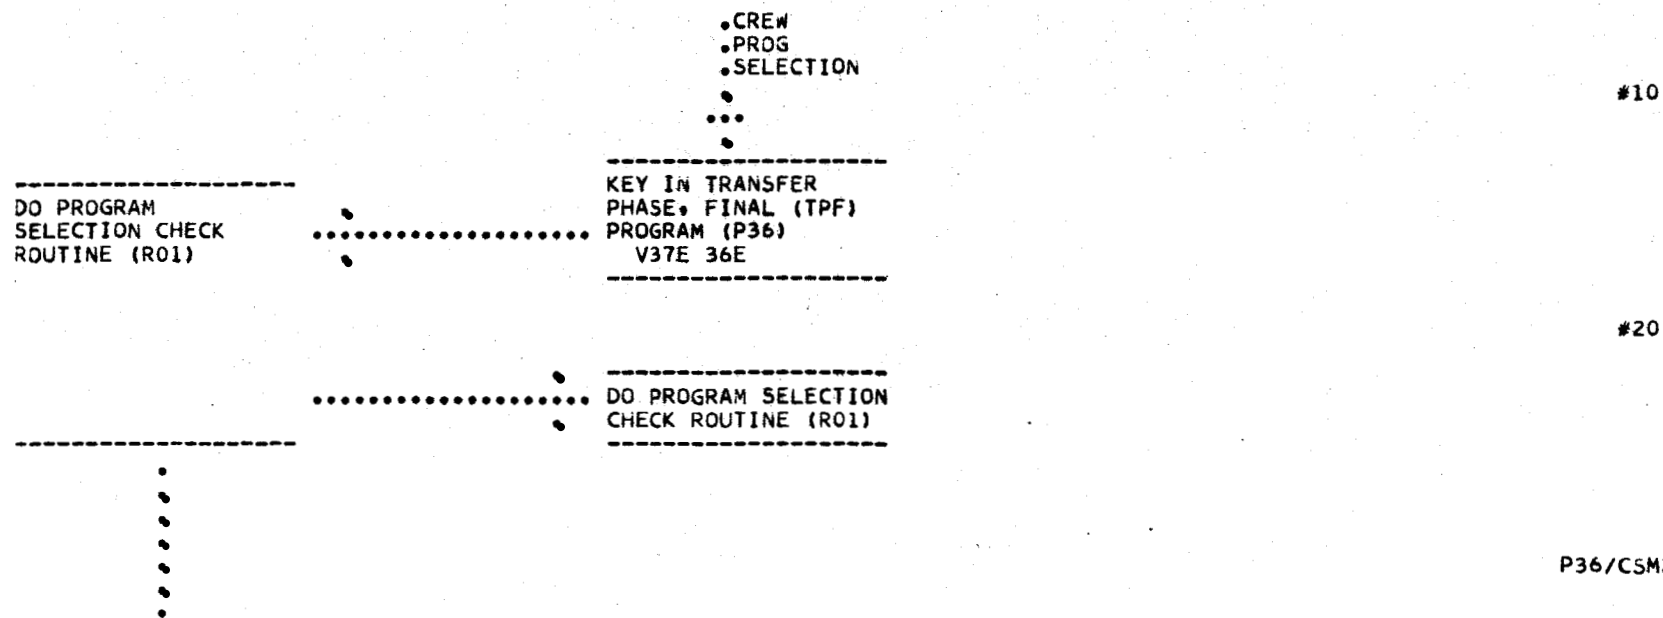 CREW
PROG
SELECTION
#10
KEY IN TRANSFER
PHASE, FINAL (TPF)
PROGRAM (P36)
V37E 36E
DO PROGRAM
SELECTION CHECK
ROUTINE (R01)
#20
DO PROGRAM SELECTION
CHECK ROUTINE (R01)
P36/CSM